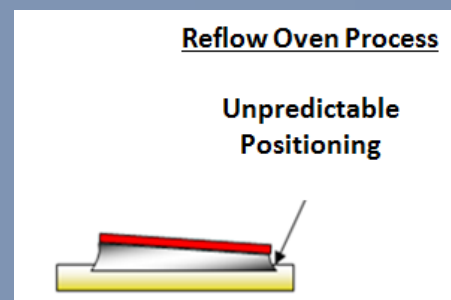 Reflow Oven Process
Unpredictable
Positioning